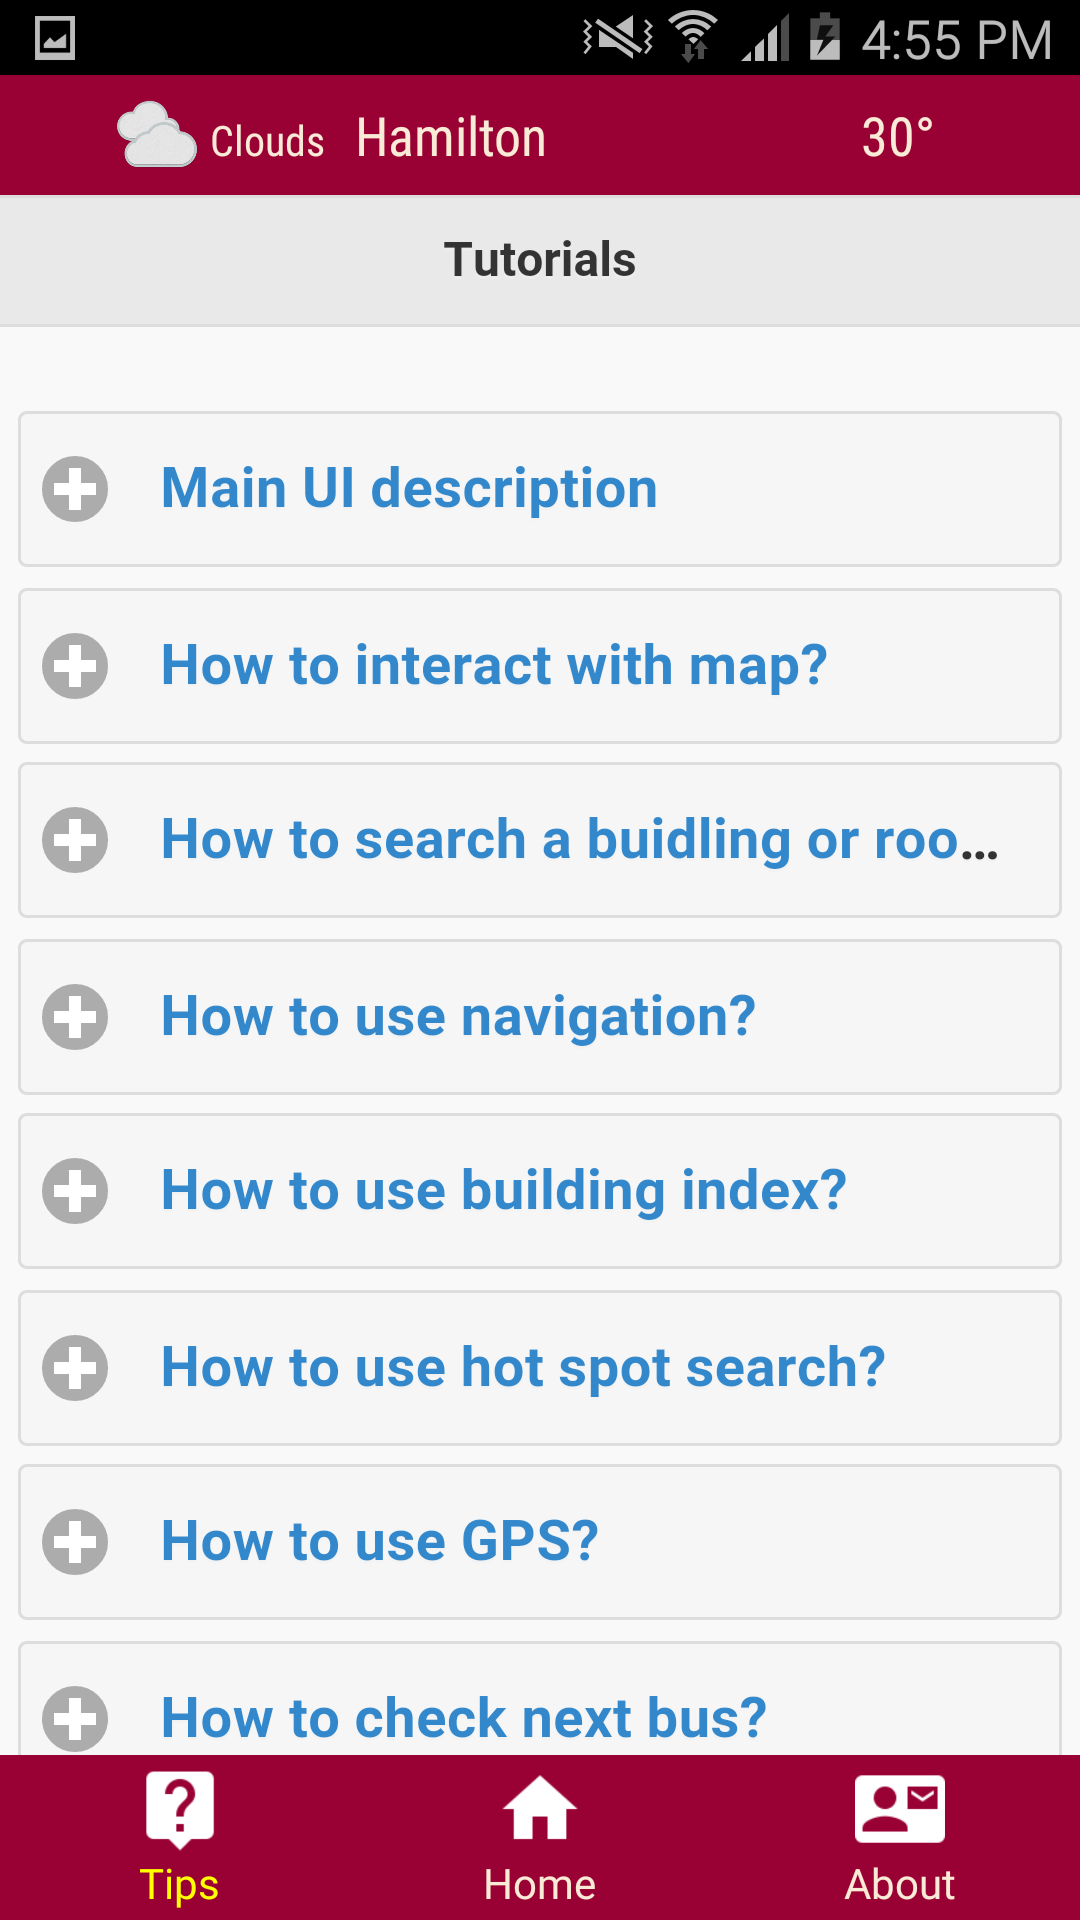 4:55 PM
Clouds Hamilton 30°
Tutorials
Main UI description
How to interact with map?
How to search a buidling or roo...
How to use navigation?
How to use building index?
How to use hot spot search?
How to use GPS?
How to check next bus?
Tips Home About